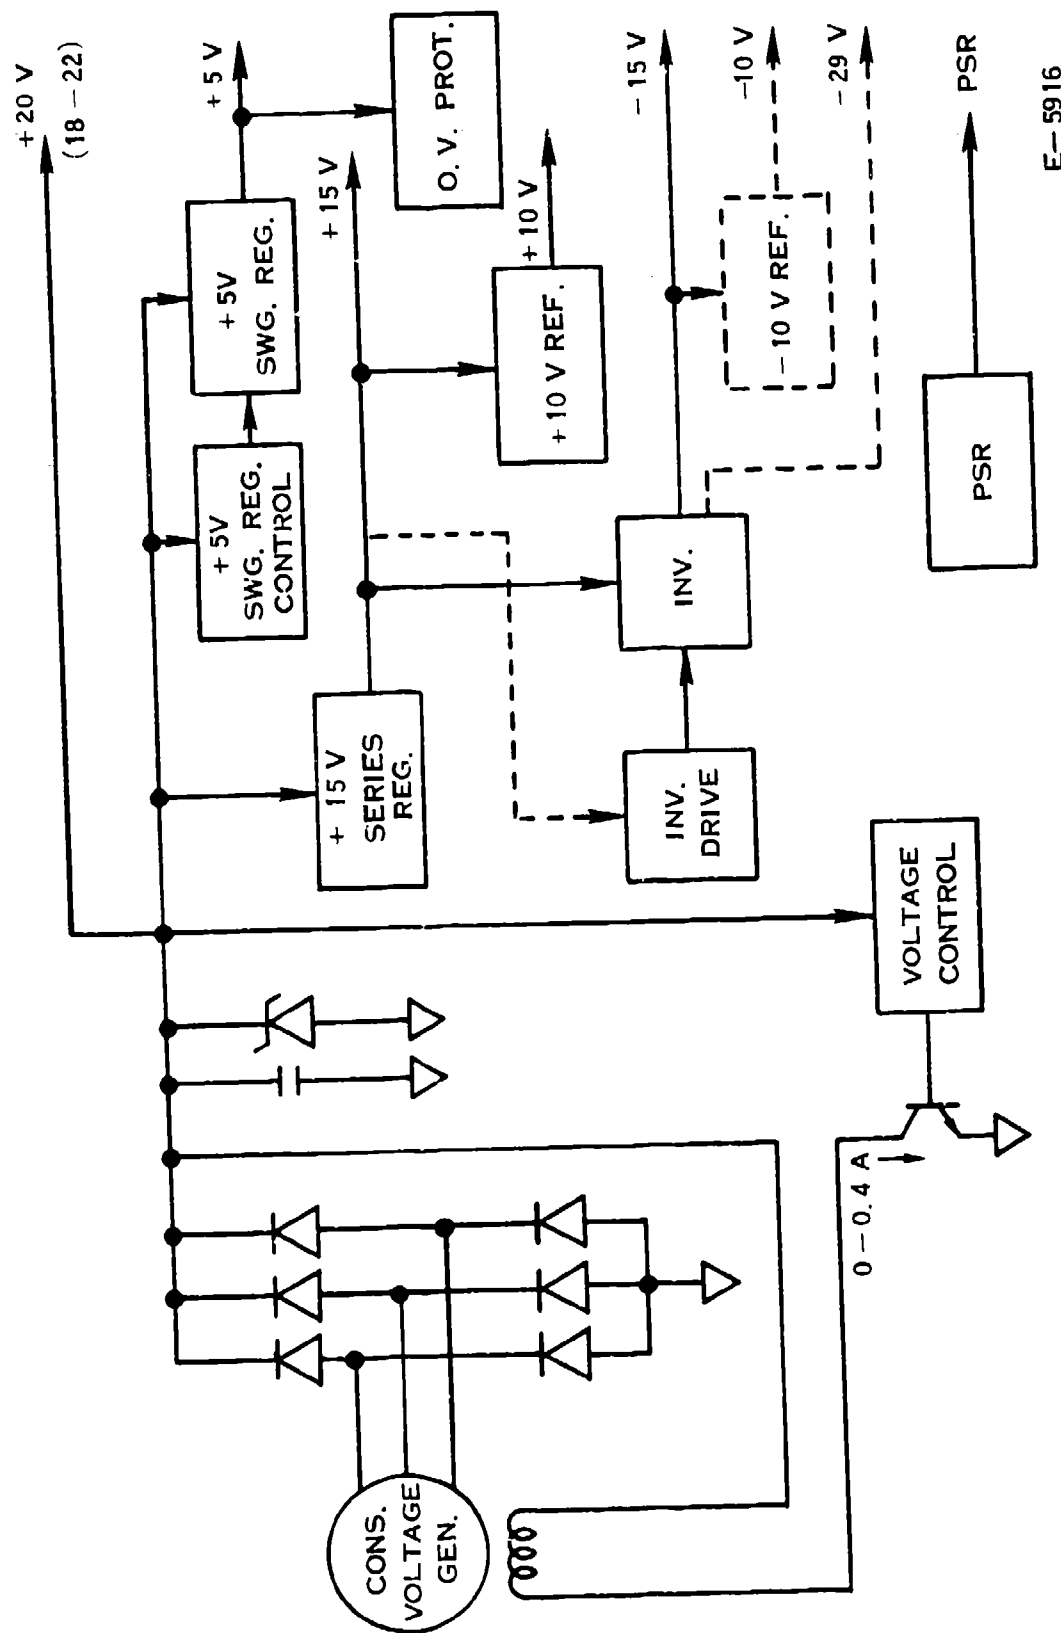 +20 V
(18 – 22)
+5 V
+5V
SWG. REG.
+5V
SWG. REG.
CONTROL
O. V. PROT.
+15 V
+ 15 V
SERIES
REG.
+10 V
+10 V REF.
CONS.
VOLTAGE
GEN.
INV.
DRIVE
INV.
–15 V
–10 V
–10 V REF.
–29 V
0 – 0.4 A
VOLTAGE
CONTROL
PSR
PSR
E–5916